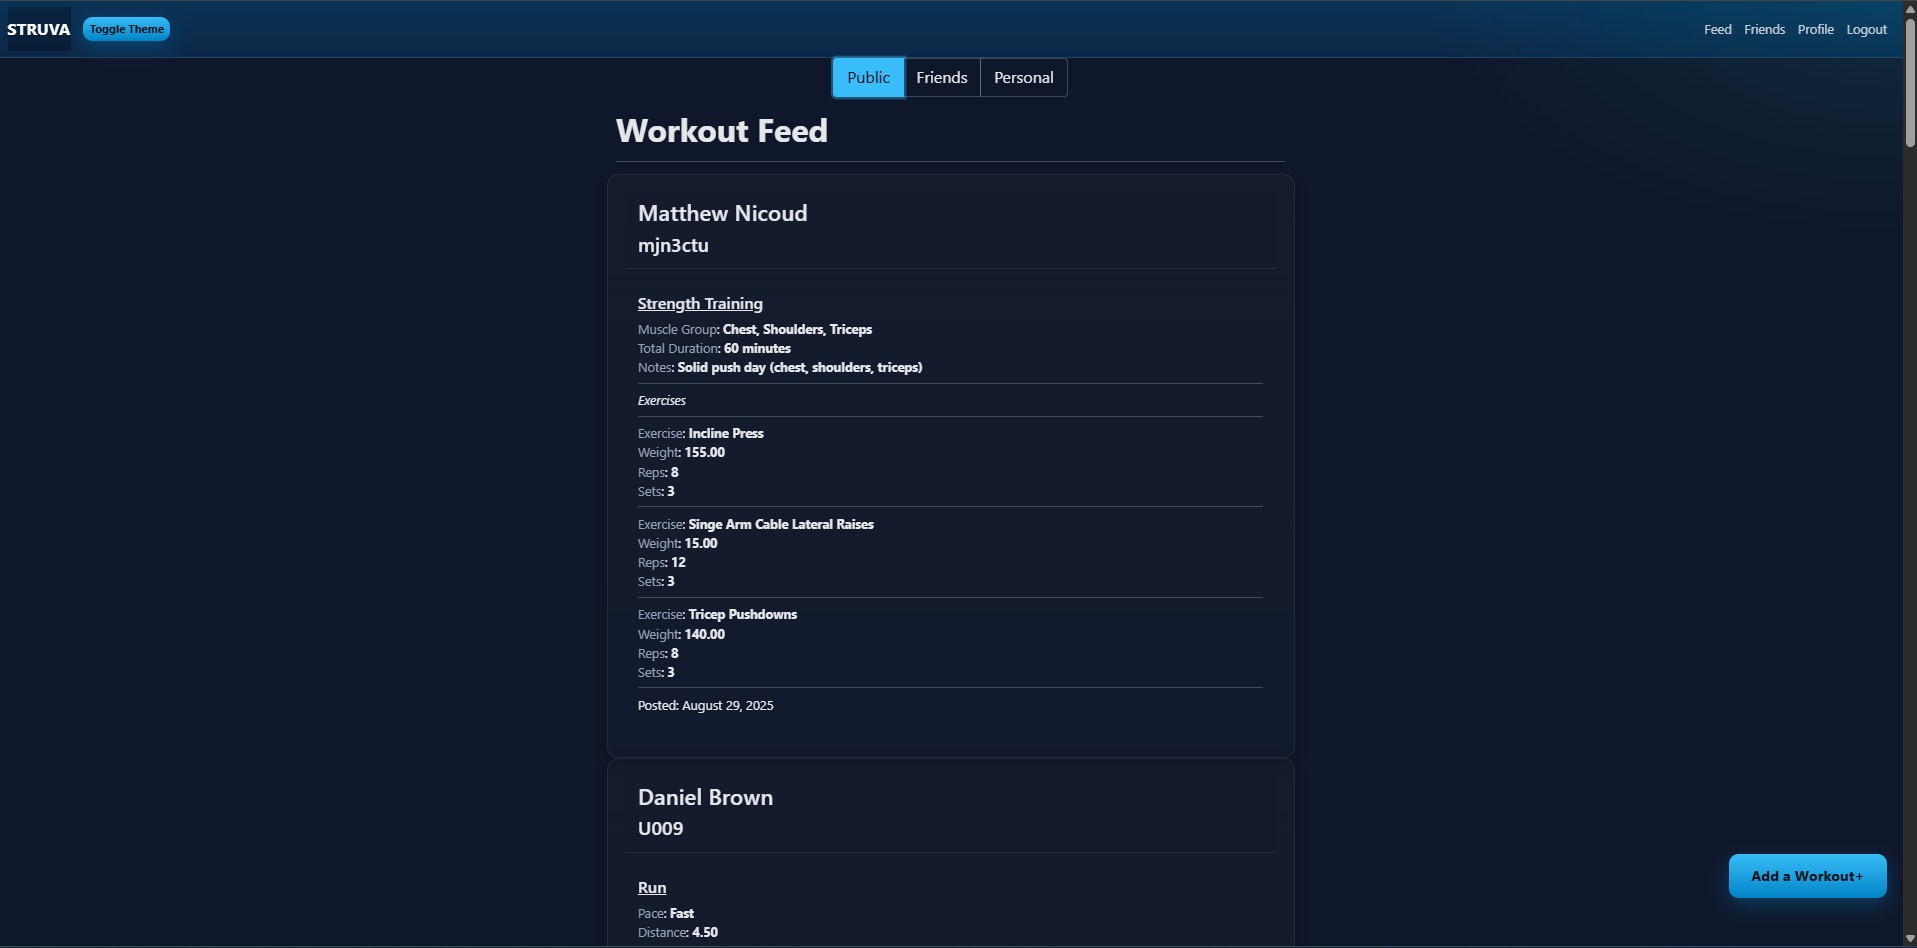 STRUVA Toggle Theme Feed Friends Profile Logout
Public Friends Personal
Workout Feed
Matthew Nicoud
mjn3ctu
Strength Training
Muscle Group: Chest, Shoulders, Triceps
Total Duration: 60 minutes
Notes: Solid push day (chest, shoulders, triceps)
Exercises
Exercise: Incline Press
Weight: 155.00
Reps: 8
Sets: 3
Exercise: Singe Arm Cable Lateral Raises
Weight: 15.00
Reps: 12
Sets: 3
Exercise: Tricep Pushdowns
Weight: 140.00
Reps: 8
Sets: 3
Posted: August 29, 2025
Daniel Brown
U009
Run
Pace: Fast
Distance: 4.50
Add a Workout+